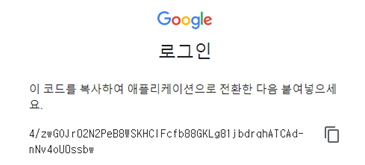 Google
로그인
이 코드를 복사하여 애플리케이션으로 전환한 다음 붙여넣으세
요.
4/zwGOJrO2N2PeB8WSKHCIFcfb88GKLg81jbdrqhATCAd-
nNv4oUOssbw